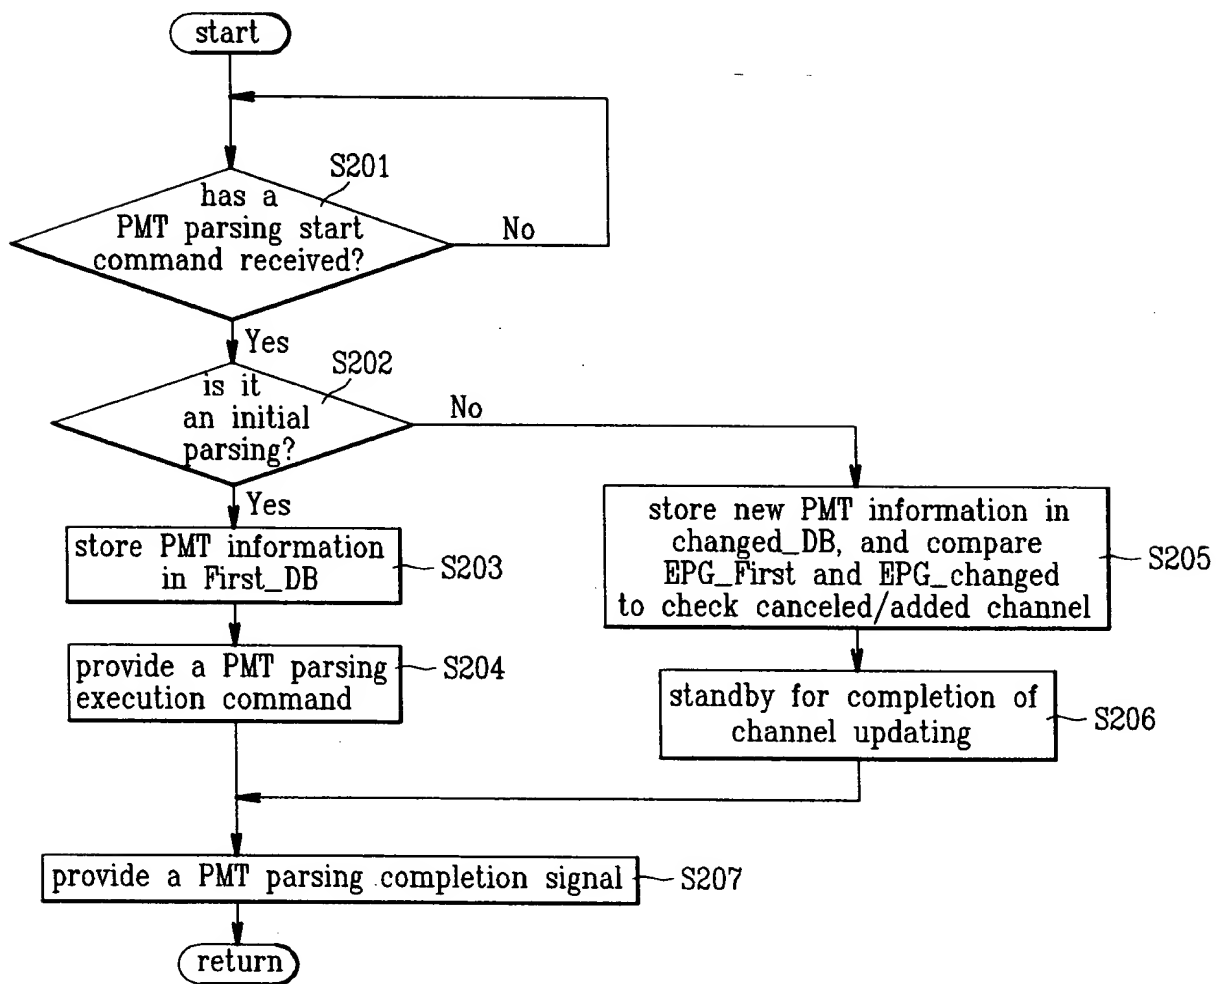 start
S201
has a
PMT parsing start
command received?
No
Yes
S202
is it
an initial
parsing?
No
Yes
store PMT information
in First_DB
S203
store new PMT information in
changed_DB, and compare
EPG_First and EPG_changed
to check canceled/added channel
S205
provide a PMT parsing
execution command
S204
standby for completion of
channel updating
S206
provide a PMT parsing completion signal
S207
return